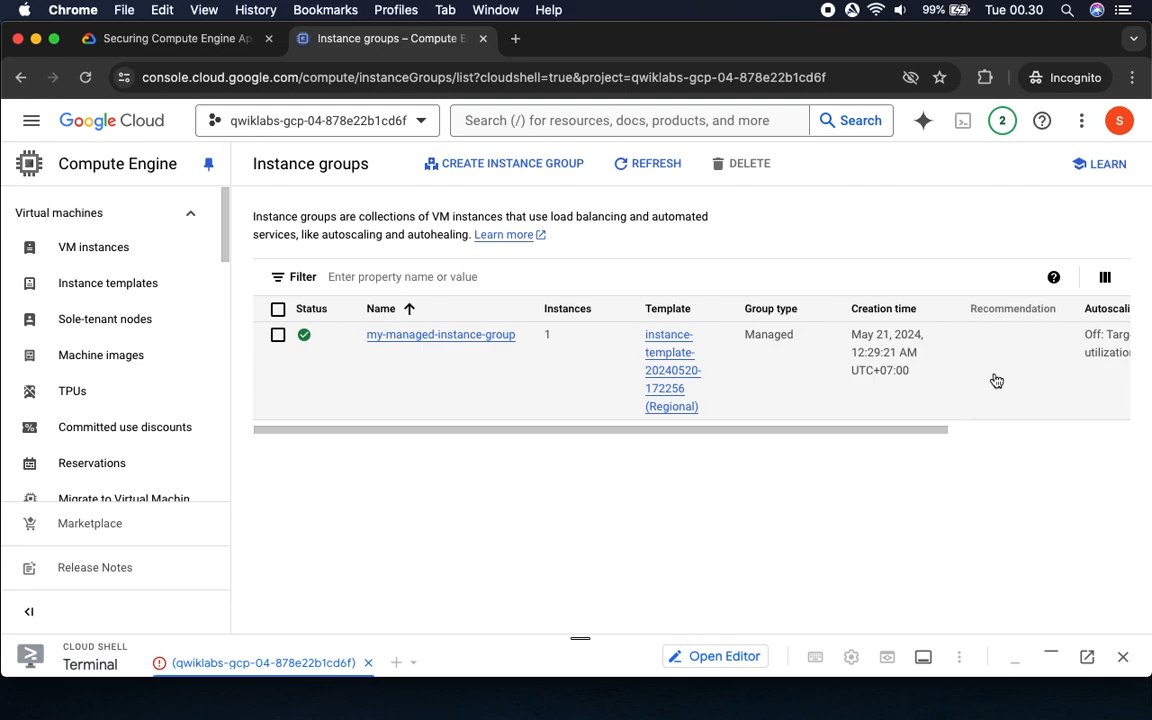 Chrome File Edit View History Bookmarks Profiles Tab Window Help 99% Tue 00.30
Securing Compute Engine Ap
Instance groups – Compute E
console.cloud.google.com/compute/instanceGroups/list?cloudshell=true&project=qwiklabs-gcp-04-878e22b1cd6f
Incognito
Google Cloud
qwiklabs-gcp-04-878e22b1cd6f
Search (/) for resources, docs, products, and more
Search
2
S
Compute Engine
Instance groups
CREATE INSTANCE GROUP
REFRESH
DELETE
LEARN
Virtual machines
VM instances
Instance templates
Sole-tenant nodes
Machine images
TPUs
Committed use discounts
Reservations
Migrate to Virtual Machin
Marketplace
Release Notes
Instance groups are collections of VM instances that use load balancing and automated
services, like autoscaling and autohealing. Learn more
Filter Enter property name or value
Status Name Instances Template Group type Creation time Recommendation Autoscali
my-managed-instance-group 1 instance- Managed May 21, 2024, Off: Targ
template- 12:29:21 AM utilization
20240520- UTC+07:00
172256
(Regional)
CLOUD SHELL
Terminal
(qwiklabs-gcp-04-878e22b1cd6f)
Open Editor